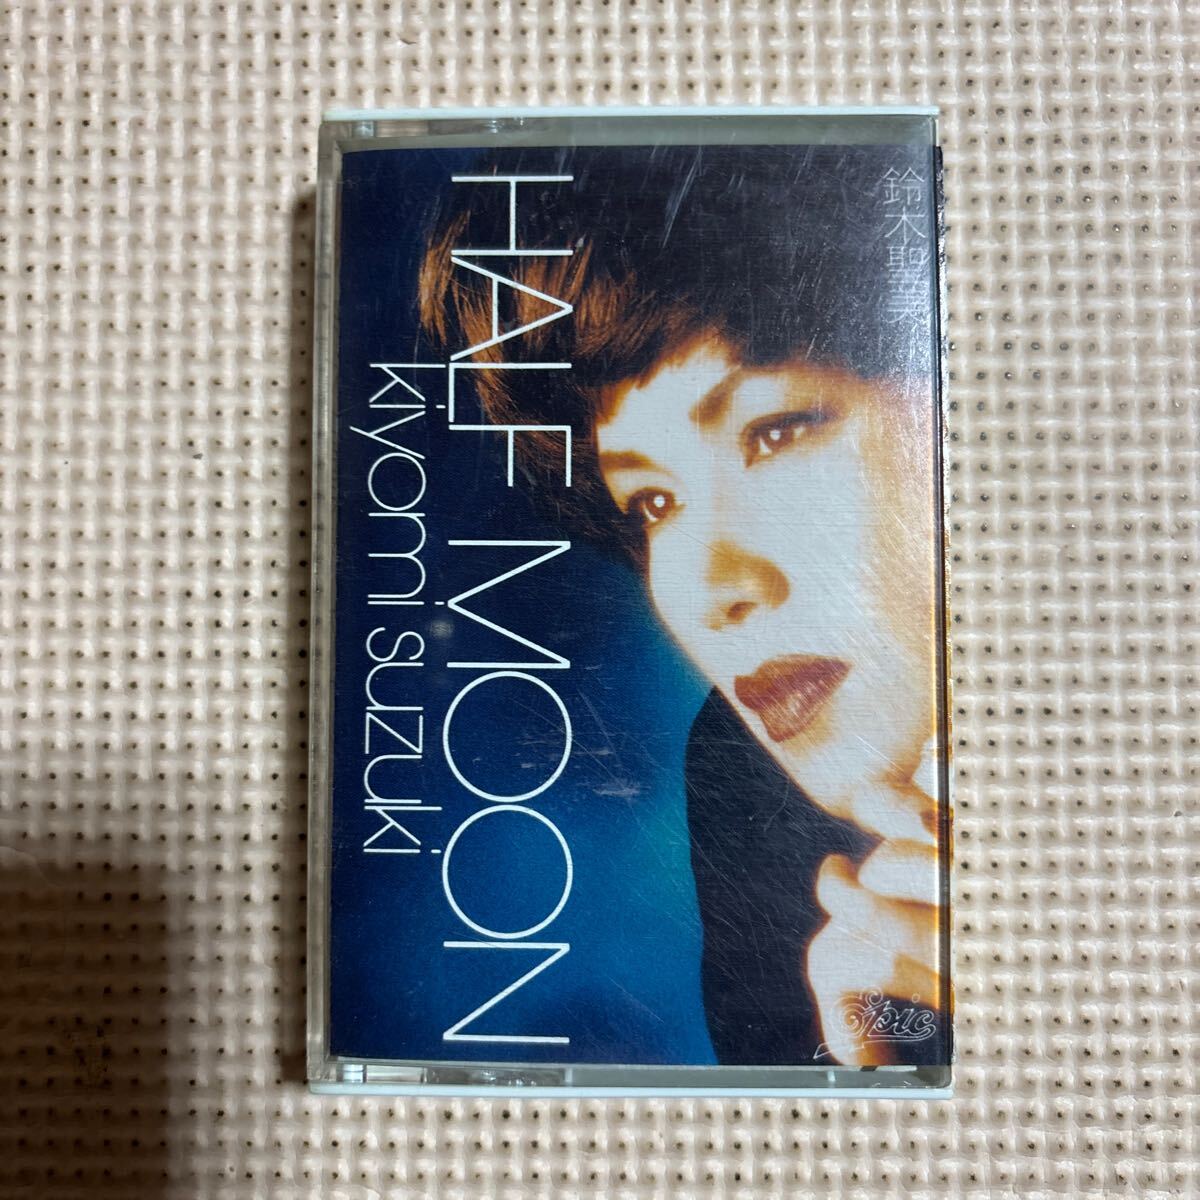 鈴木聖美
HALF MOON
kiyomi suzuki
Epic